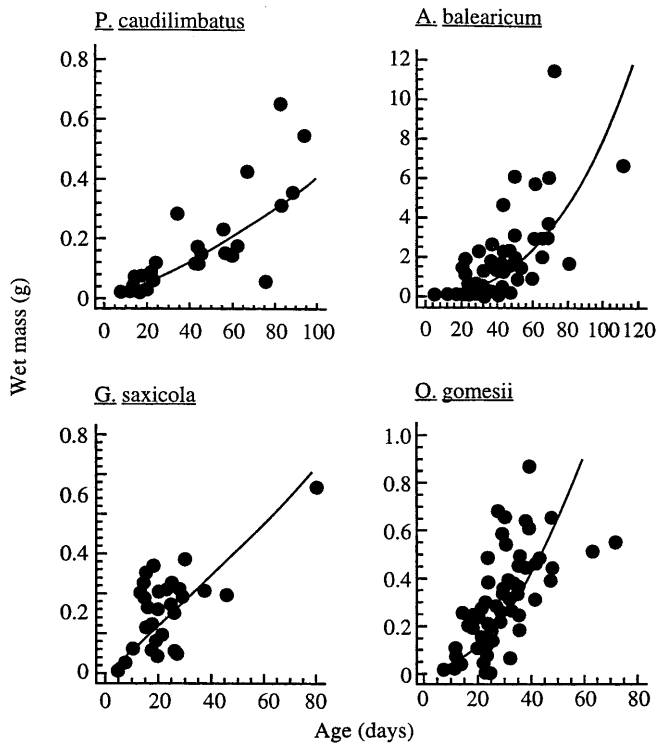 P. caudilimbatus
0.8
0.6
0.4
0.2
0
0 20 40 60 80 100
A. balearicum
12
10
8
6
4
2
0
0 20 40 60 80 100 120
Wet mass (g)
G. saxicola
0.8
0.6
0.4
0.2
0
0 20 40 60 80
O. gomesii
1.0
0.8
0.6
0.4
0.2
0
0 20 40 60 80
Age (days)